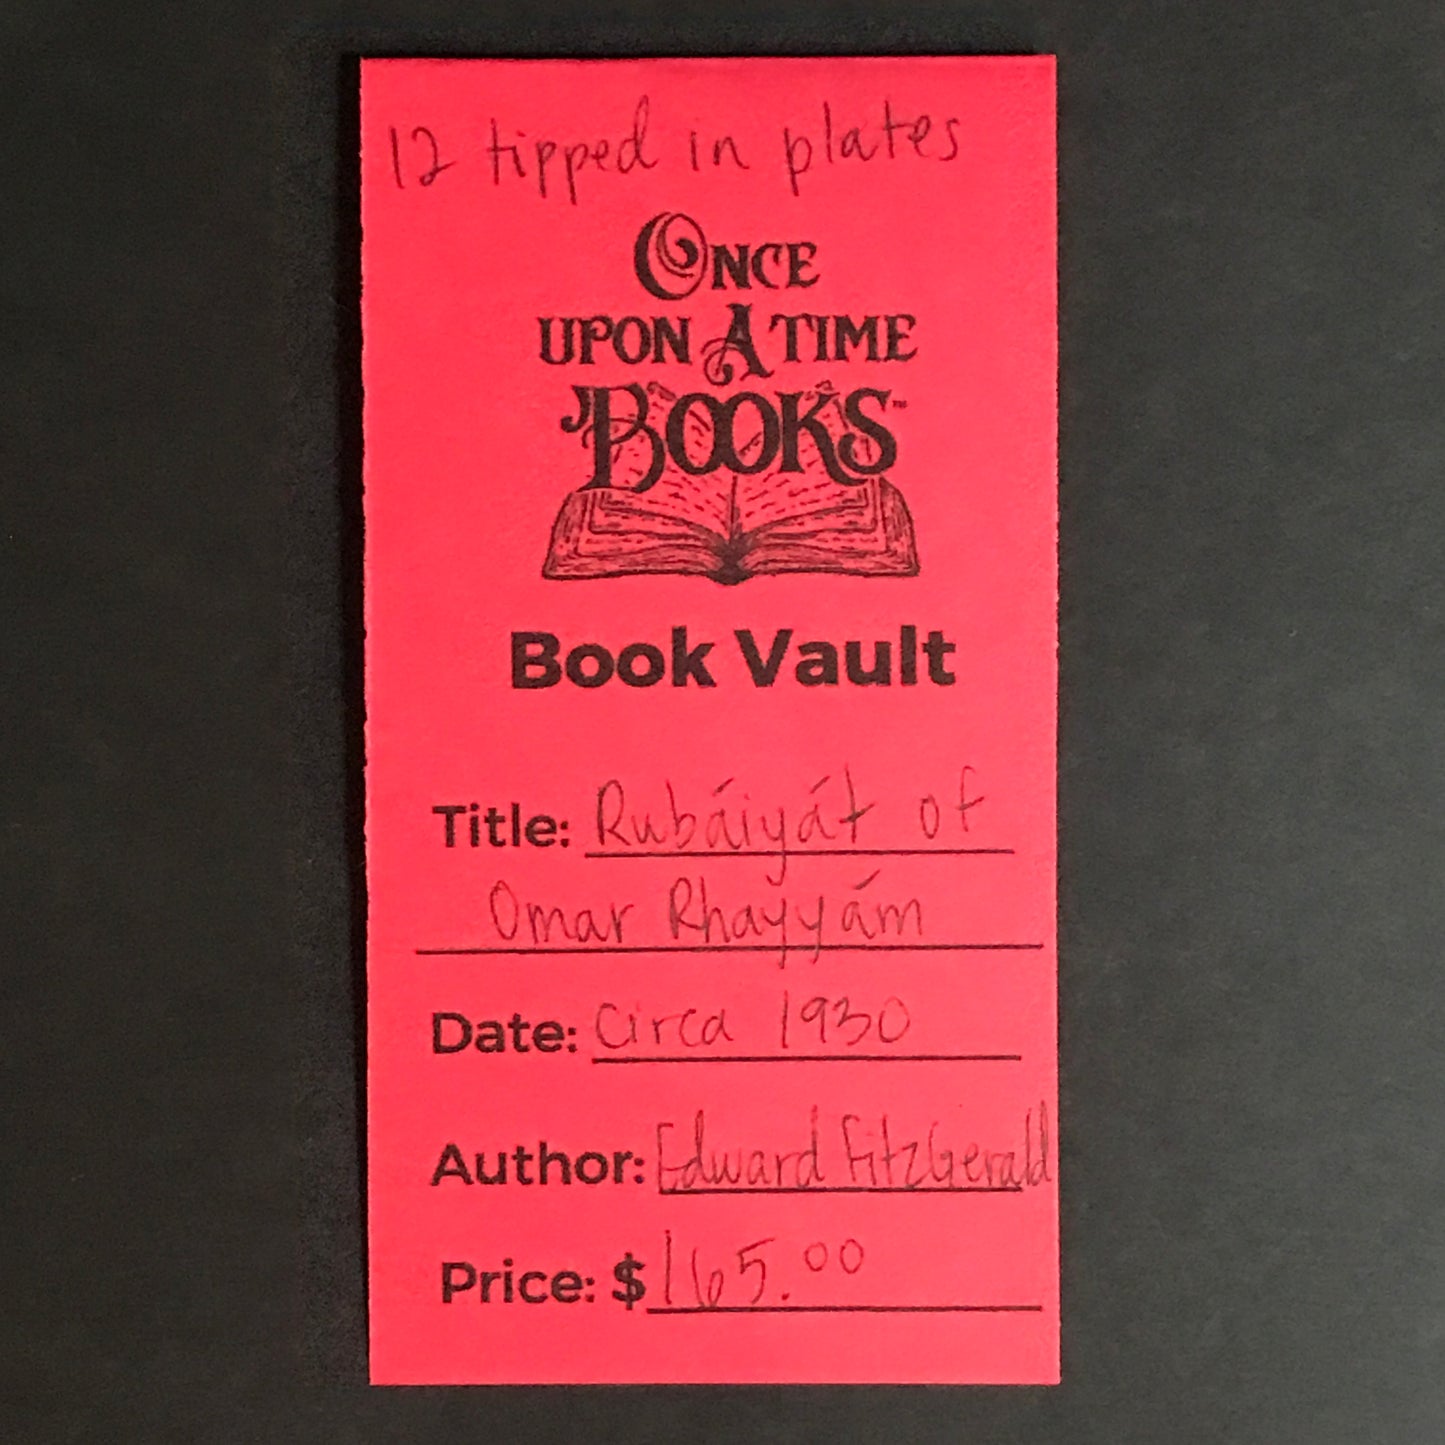 12 tipped in plates
ONCE
UPON A TIME
BOOKS™
Book Vault
Title: Rubáiyát of
Omar Rhayyám
Date: Circa 1930
Author: Edward FitzGerald
Price: $165.00